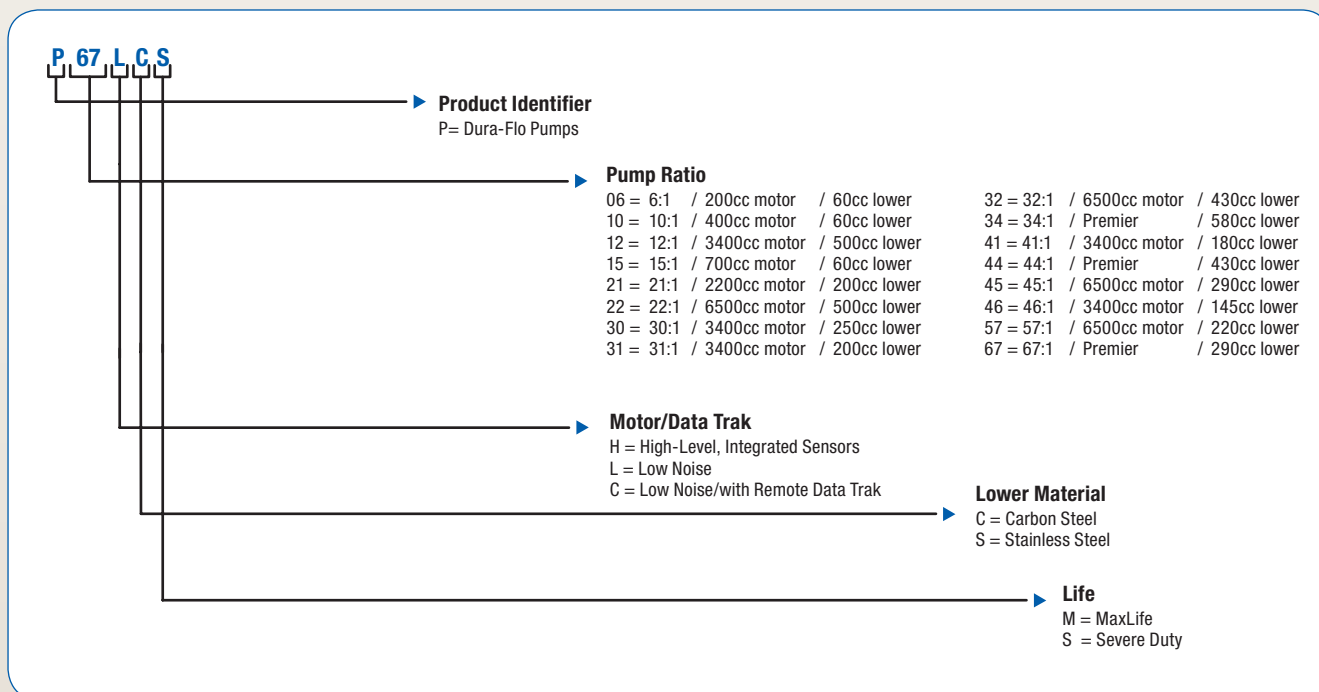 P 67 L C S
Product Identifier
P= Dura-Flo Pumps
Pump Ratio
06 = 6:1 / 200cc motor / 60cc lower
10 = 10:1 / 400cc motor / 60cc lower
12 = 12:1 / 3400cc motor / 500cc lower
15 = 15:1 / 700cc motor / 60cc lower
21 = 21:1 / 2200cc motor / 200cc lower
22 = 22:1 / 6500cc motor / 500cc lower
30 = 30:1 / 3400cc motor / 250cc lower
31 = 31:1 / 3400cc motor / 200cc lower
32 = 32:1 / 6500cc motor / 430cc lower
34 = 34:1 / Premier / 580cc lower
41 = 41:1 / 3400cc motor / 180cc lower
44 = 44:1 / Premier / 430cc lower
45 = 45:1 / 6500cc motor / 290cc lower
46 = 46:1 / 3400cc motor / 145cc lower
57 = 57:1 / 6500cc motor / 220cc lower
67 = 67:1 / Premier / 290cc lower
Motor/Data Trak
H = High-Level, Integrated Sensors
L = Low Noise
C = Low Noise/with Remote Data Trak
Lower Material
C = Carbon Steel
S = Stainless Steel
Life
M = MaxLife
S = Severe Duty